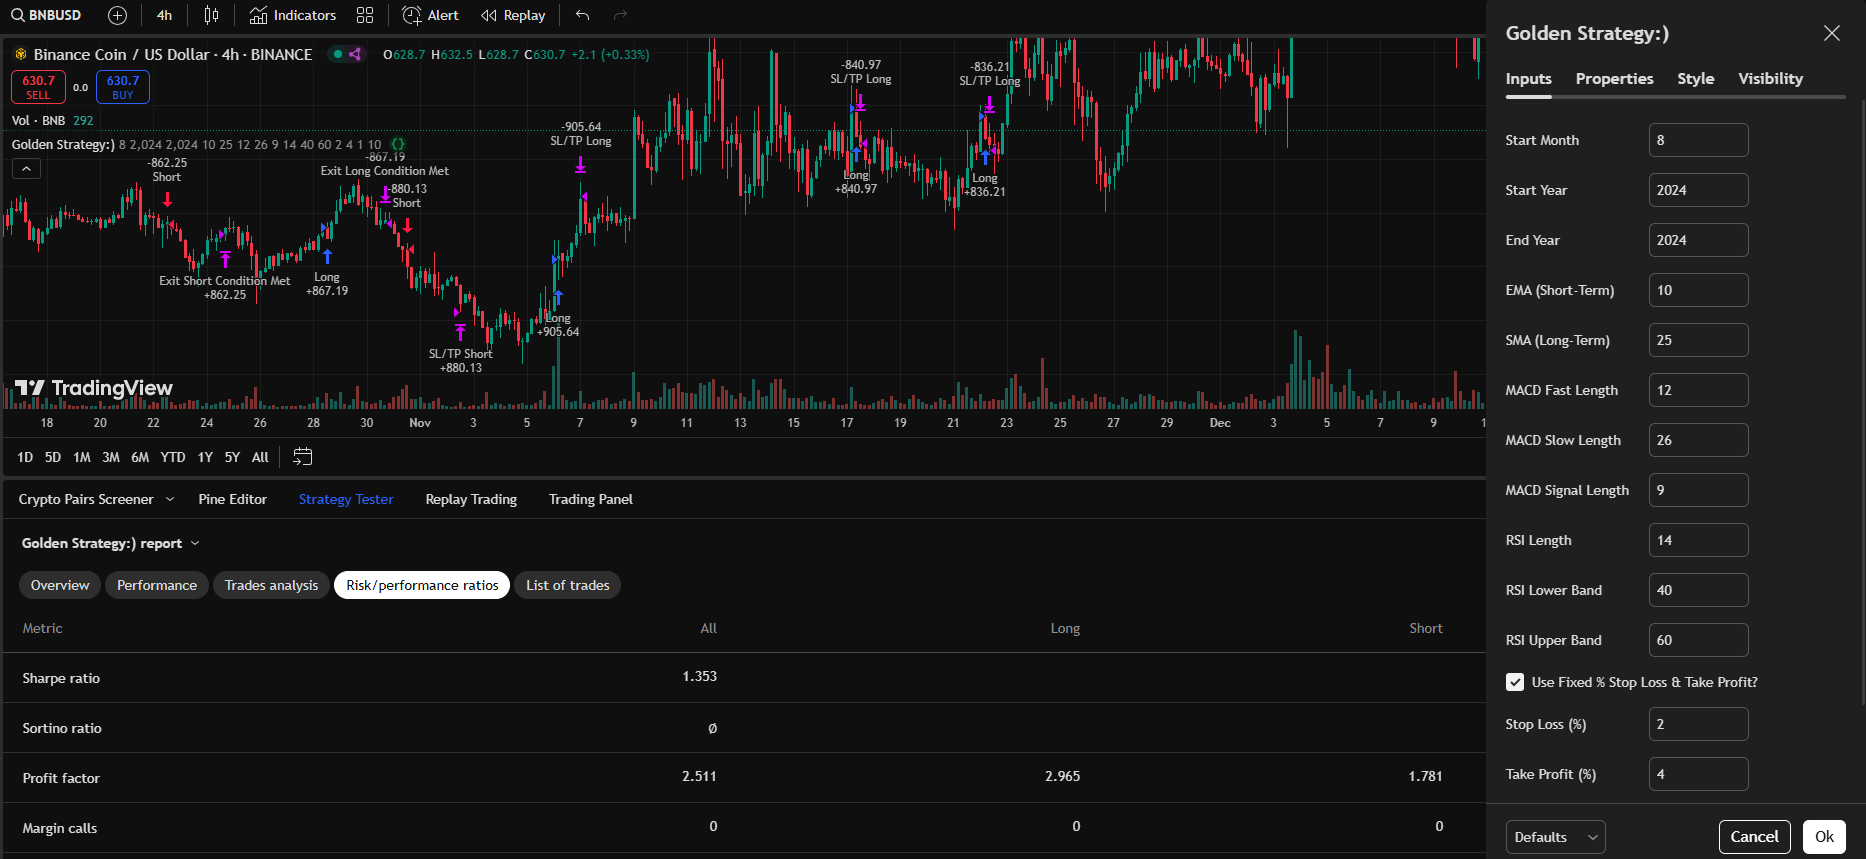 BNBUSD
4h
Indicators
Alert
Replay
Binance Coin / US Dollar · 4h · BINANCE
O628.7 H632.5 L628.7 C630.7 +2.1 (+0.33%)
630.7
SELL
0.0
630.7
BUY
Vol · BNB 292
Golden Strategy:) 8 2,024 2,024 10 25 12 26 9 14 40 60 2 4 1 10 {}
-862.25
Short
Exit Short Condition Met
+862.25
Long
+867.19
-867.19
Exit Long Condition Met
-880.13
Short
SL/TP Short
+880.13
Long
+905.64
-905.64
SL/TP Long
-840.97
SL/TP Long
Long
+840.97
-836.21
SL/TP Long
Long
+836.21
TradingView
18 20 22 24 26 28 30 Nov 3 5 7 9 11 13 15 17 19 21 23 25 27 29 Dec 3 5 7 9 1
1D 5D 1M 3M 6M YTD 1Y 5Y All
Crypto Pairs Screener Pine Editor Strategy Tester Replay Trading Trading Panel
Golden Strategy:) report
Overview Performance Trades analysis Risk/performance ratios List of trades
Metric All Long Short
Sharpe ratio 1.353
Sortino ratio Ø
Profit factor 2.511 2.965 1.781
Margin calls 0 0 0
Golden Strategy:)
Inputs Properties Style Visibility
Start Month 8
Start Year 2024
End Year 2024
EMA (Short-Term) 10
SMA (Long-Term) 25
MACD Fast Length 12
MACD Slow Length 26
MACD Signal Length 9
RSI Length 14
RSI Lower Band 40
RSI Upper Band 60
Use Fixed % Stop Loss & Take Profit?
Stop Loss (%) 2
Take Profit (%) 4
Defaults Cancel Ok